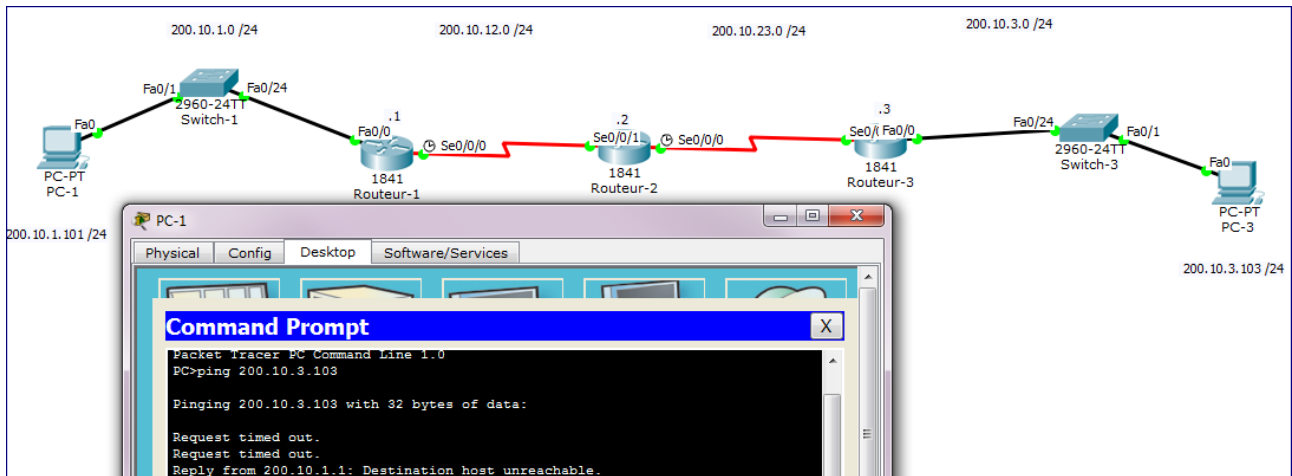 200.10.1.0 /24
200.10.12.0 /24
200.10.23.0 /24
200.10.3.0 /24
Fa0/1
Fa0/24
2960-24TT
Switch-1
Fa0
PC-PT
PC-1
200.10.1.101 /24
.1
Fa0/0
Se0/0/0
1841
Routeur-1
.2
Se0/0/1
Se0/0/0
1841
Routeur-2
.3
Se0/( Fa0/0
1841
Routeur-3
Fa0/24
Fa0/1
2960-24TT
Switch-3
Fa0
PC-PT
PC-3
200.10.3.103 /24
PC-1
Physical
Config
Desktop
Software/Services
Command Prompt
X
Packet Tracer PC Command Line 1.0
PC>ping 200.10.3.103
Pinging 200.10.3.103 with 32 bytes of data:
Request timed out.
Request timed out.
Reply from 200.10.1.1: Destination host unreachable.